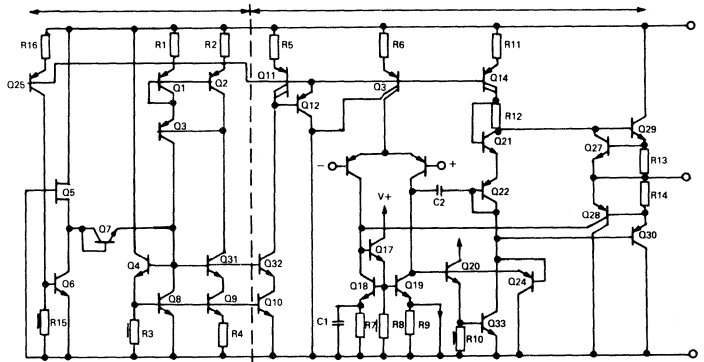 R16 R1 R2 R5 R6 R11
Q25 Q1 Q2 Q11 Q3 Q14
Q12 R12 Q29
Q3 Q21 Q27
R13
− +
Q5 C2 Q22 R14
V+ Q28
Q7 Q17 Q30
Q4 Q31 Q32 Q20
Q6 Q18 Q19 Q24
Q8 Q9 Q10
C1 Q33
R15 R3 R4 R7 R8 R9 R10